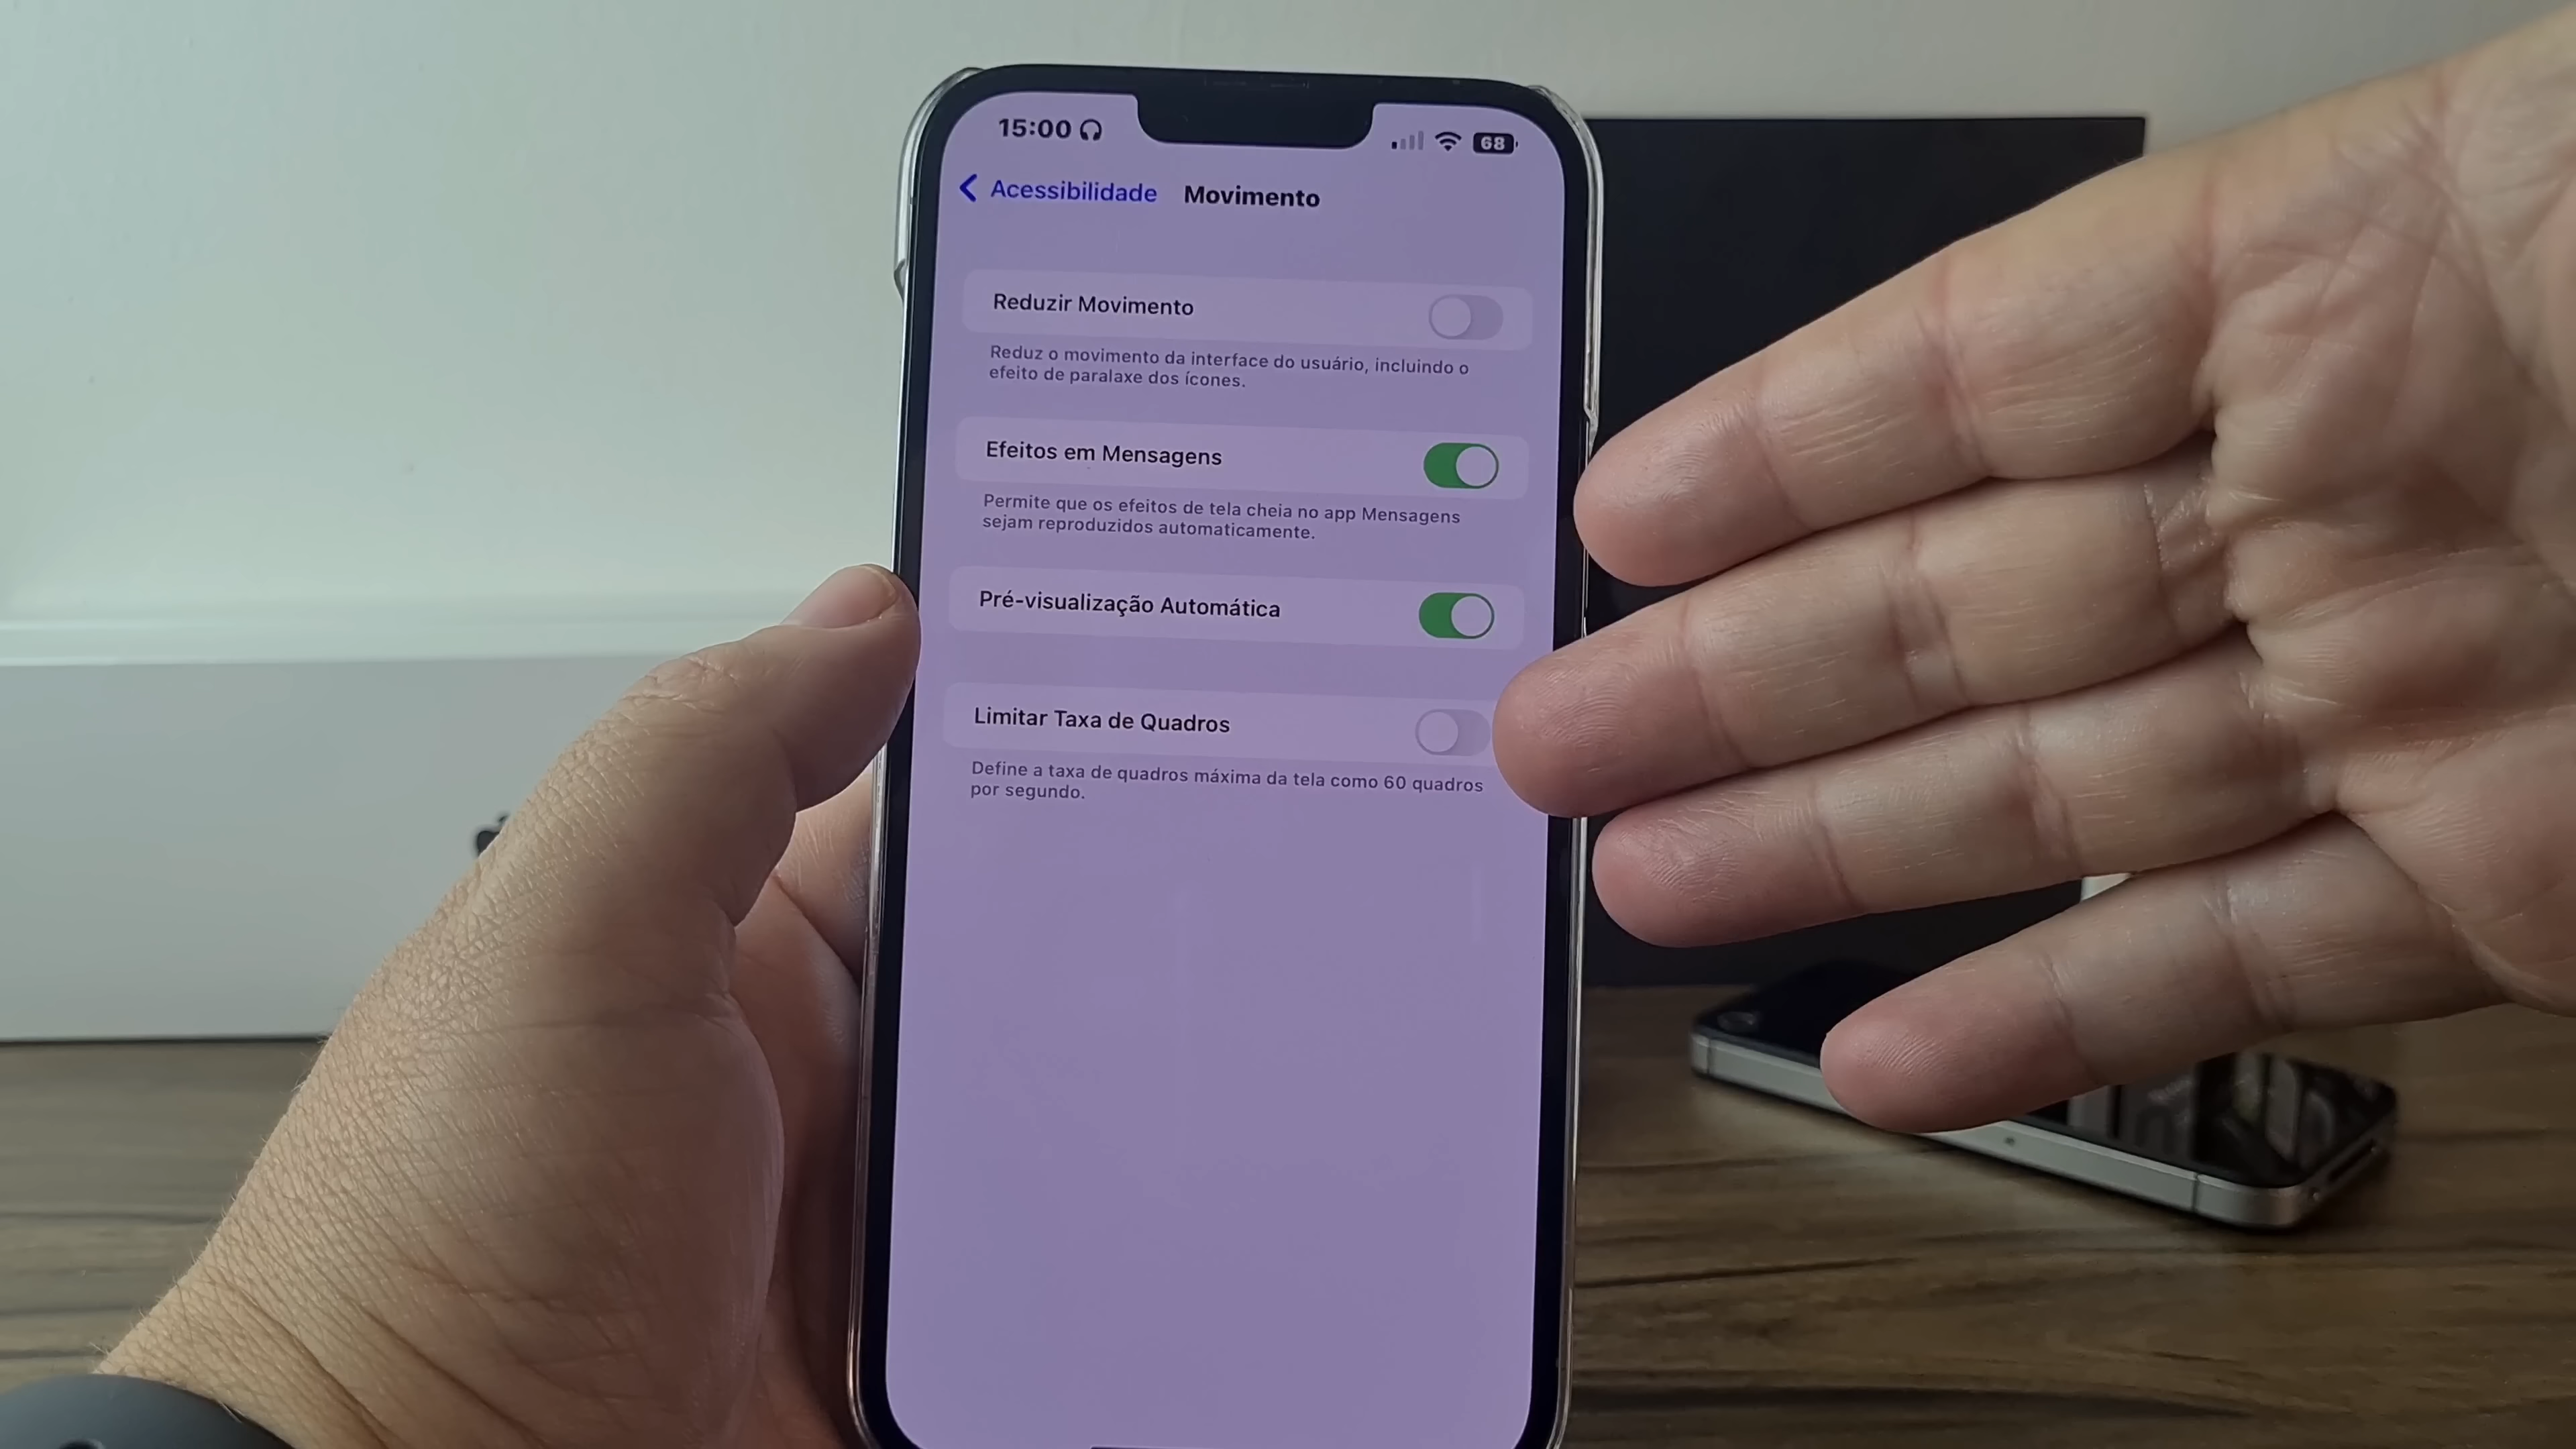 15:00
68
Acessibilidade
Movimento
Reduzir Movimento
Reduz o movimento da interface do usuário, incluindo o
efeito de paralaxe dos ícones.
Efeitos em Mensagens
Permite que os efeitos de tela cheia no app Mensagens
sejam reproduzidos automaticamente.
Pré-visualização Automática
Limitar Taxa de Quadros
Define a taxa de quadros máxima da tela como 60 quadros
por segundo.